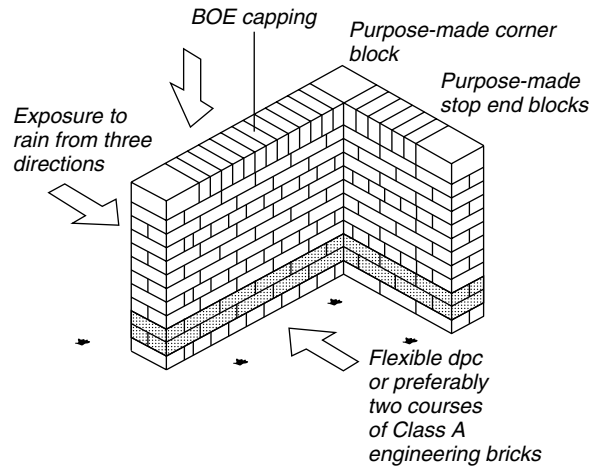 BOE capping
Purpose-made corner
block
Purpose-made
stop end blocks
Exposure to
rain from three
directions
Flexible dpc
or preferably
two courses
of Class A
engineering bricks